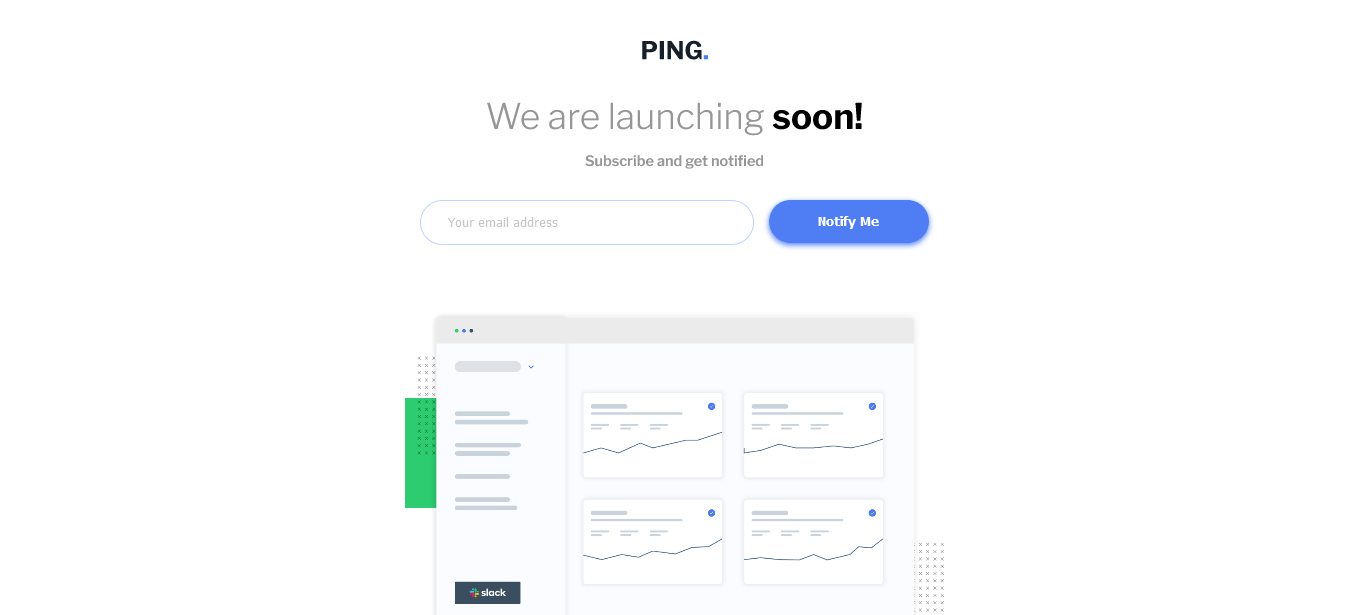 PING.
We are launching soon!
Subscribe and get notified
Your email address
Notify Me
slack